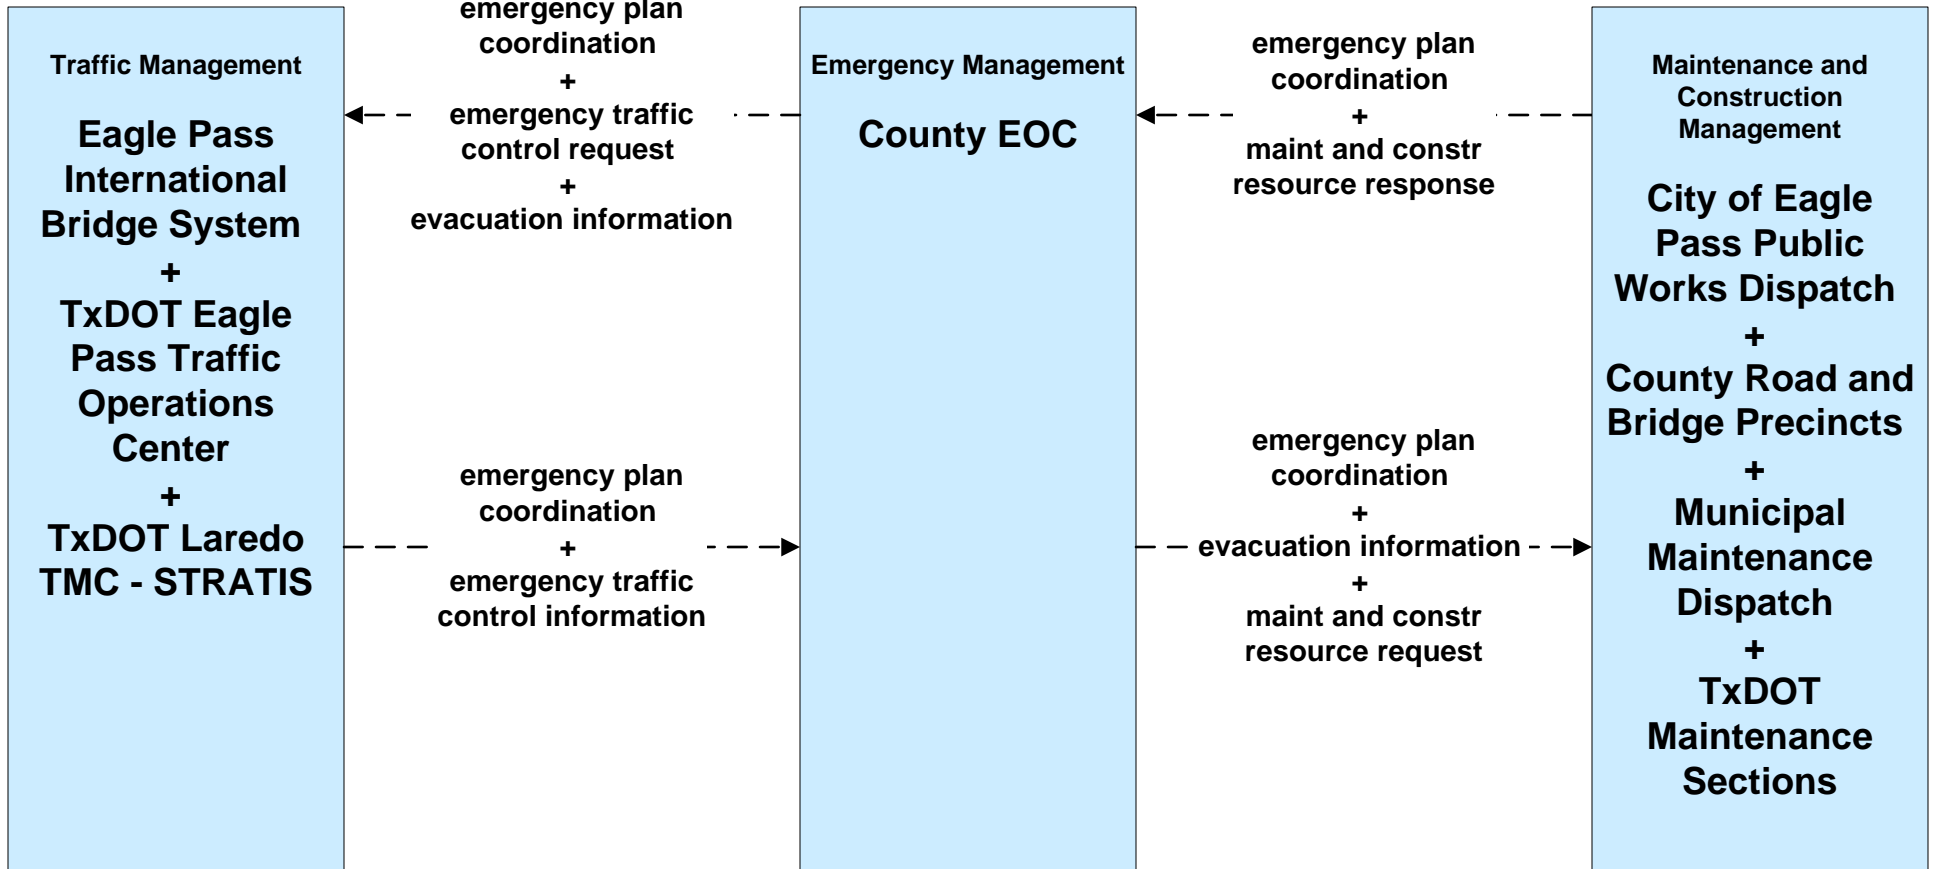 Traffic Management
Eagle Pass
International
Bridge System
+
TxDOT Eagle
Pass Traffic
Operations
Center
+
TxDOT Laredo
TMC - STRATIS
emergency plan
coordination
+
emergency traffic
control request
+
evacuation information
emergency plan
coordination
+
emergency traffic
control information
Emergency Management
County EOC
emergency plan
coordination
+
maint and constr
resource response
emergency plan
coordination
+
evacuation information
+
maint and constr
resource request
Maintenance and
Construction
Management
City of Eagle
Pass Public
Works Dispatch
+
County Road and
Bridge Precincts
+
Municipal
Maintenance
Dispatch
+
TxDOT
Maintenance
Sections